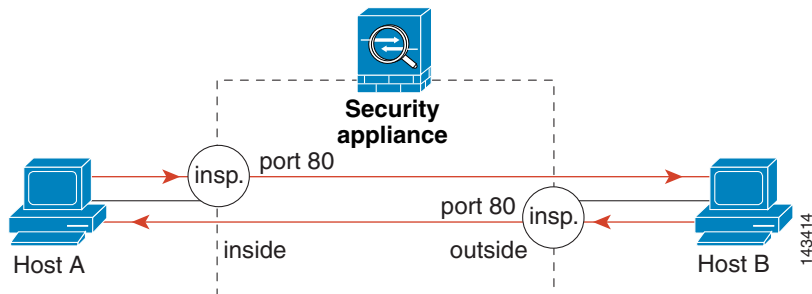 Security
appliance
insp.
port 80
port 80
insp.
inside
outside
Host A
Host B
143414